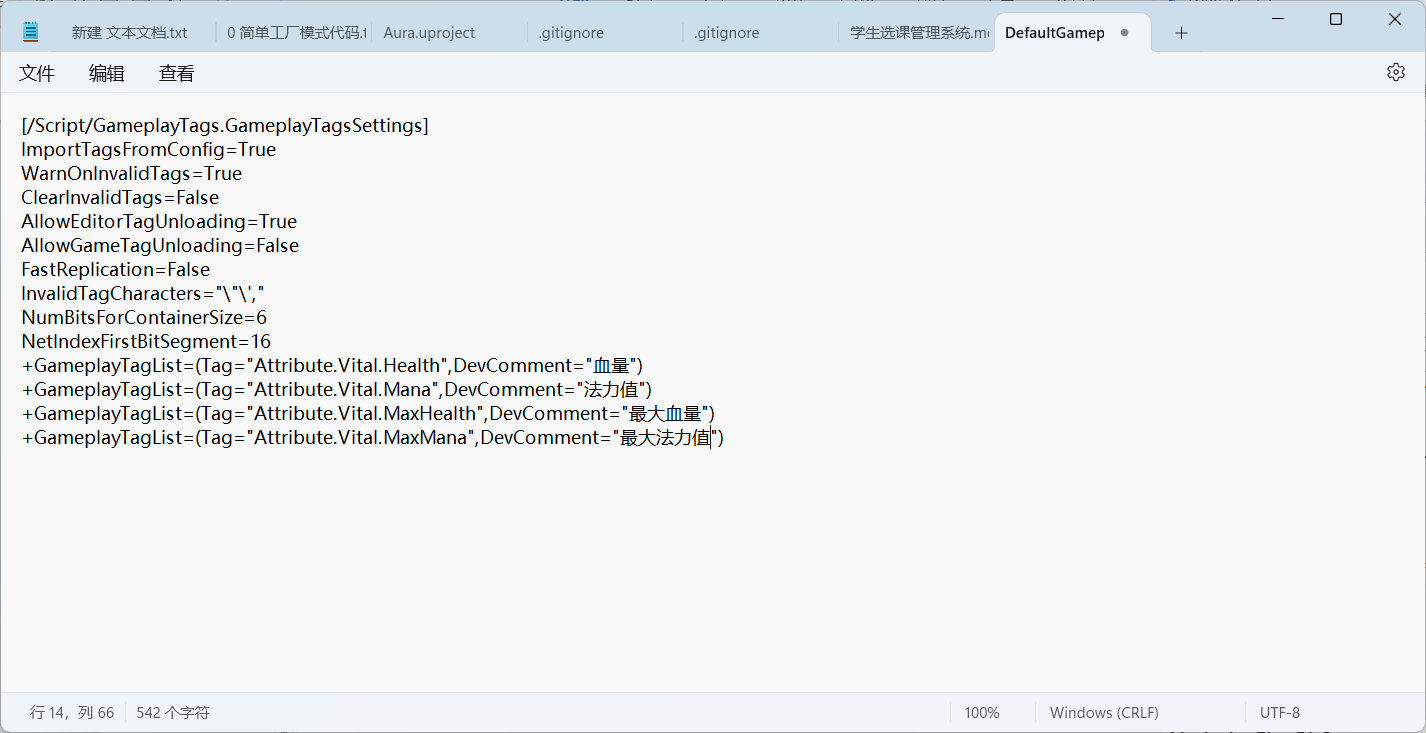 新建 文本文档.txt
0 简单工厂模式代码.t
Aura.uproject
.gitignore
.gitignore
学生选课管理系统.m
DefaultGamep
文件 编辑 查看
[/Script/GameplayTags.GameplayTagsSettings]
ImportTagsFromConfig=True
WarnOnInvalidTags=True
ClearInvalidTags=False
AllowEditorTagUnloading=True
AllowGameTagUnloading=False
FastReplication=False
InvalidTagCharacters="\"\',"
NumBitsForContainerSize=6
NetIndexFirstBitSegment=16
+GameplayTagList=(Tag="Attribute.Vital.Health",DevComment="血量")
+GameplayTagList=(Tag="Attribute.Vital.Mana",DevComment="法力值")
+GameplayTagList=(Tag="Attribute.Vital.MaxHealth",DevComment="最大血量")
+GameplayTagList=(Tag="Attribute.Vital.MaxMana",DevComment="最大法力值")
行 14，列 66
542 个字符
100%
Windows (CRLF)
UTF-8